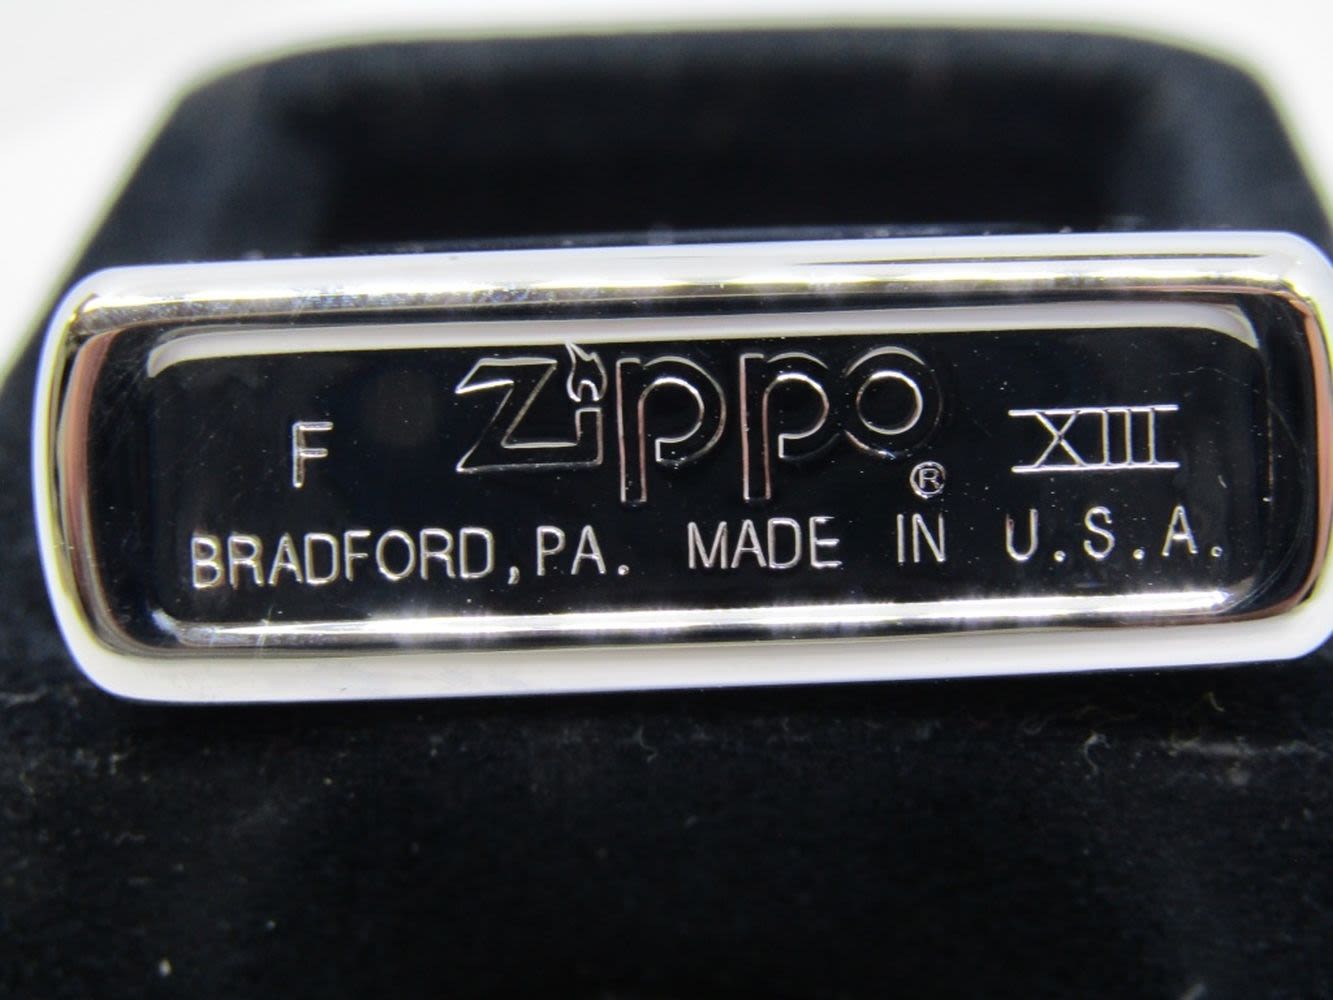 F Zippo ® XIII
BRADFORD, PA. MADE IN U.S.A.